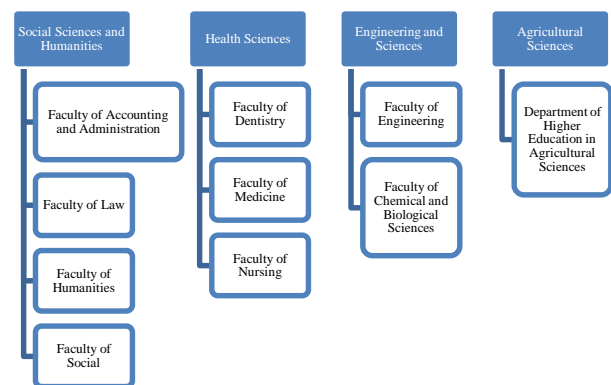 Social Sciences and
Humanities
Faculty of Accounting
and Administration
Faculty of Law
Faculty of
Humanities
Faculty of
Social
Health Sciences
Faculty of
Dentistry
Faculty of
Medicine
Faculty of
Nursing
Engineering and
Sciences
Faculty of
Engineering
Faculty of
Chemical and
Biological
Sciences
Agricultural
Sciences
Department of
Higher
Education in
Agricultural
Sciences